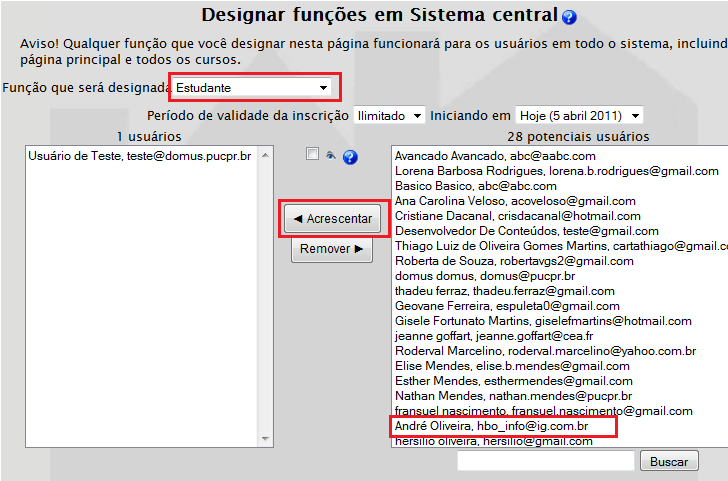 Designar funções em Sistema central
Aviso! Qualquer função que você designar nesta página funcionará para os usuários em todo o sistema, incluind
página principal e todos os cursos.
Função que será designada Estudante
Período de validade da inscrição Ilimitado Iniciando em Hoje (5 abril 2011)
1 usuários
28 potenciais usuários
Usuário de Teste, teste@domus.pucpr.br
◄ Acrescentar
Remover ►
Avancado Avancado, abc@aabc.com
Lorena Barbosa Rodrigues, lorena.b.rodrigues@gmail.com
Basico Basico, abc@abc.com
Ana Carolina Veloso, acoveloso@gmail.com
Cristiane Dacanal, crisdacanal@hotmail.com
Desenvolvedor De Conteúdos, teste@gmail.com
Thiago Luiz de Oliveira Gomes Martins, cartathiago@gmail.co
Roberta de Souza, robertavgs2@gmail.com
domus domus, domus@pucpr.br
thadeu ferraz, thadeu.ferraz@gmail.com
Geovane Ferreira, espuleta0@gmail.com
Gisele Fortunato Martins, giselefmartins@hotmail.com
jeanne goffart, jeanne.goffart@cea.fr
Roderval Marcelino, roderval.marcelino@yahoo.com.br
Elise Mendes, elise.b.mendes@gmail.com
Esther Mendes, esthermendes@gmail.com
Nathan Mendes, nathan.mendes@pucpr.br
fransuel nascimento, fransuel.nascimento@gmail.com
André Oliveira, hbo_info@ig.com.br
hersilio oliveira, hersilio@gmail.com
Buscar